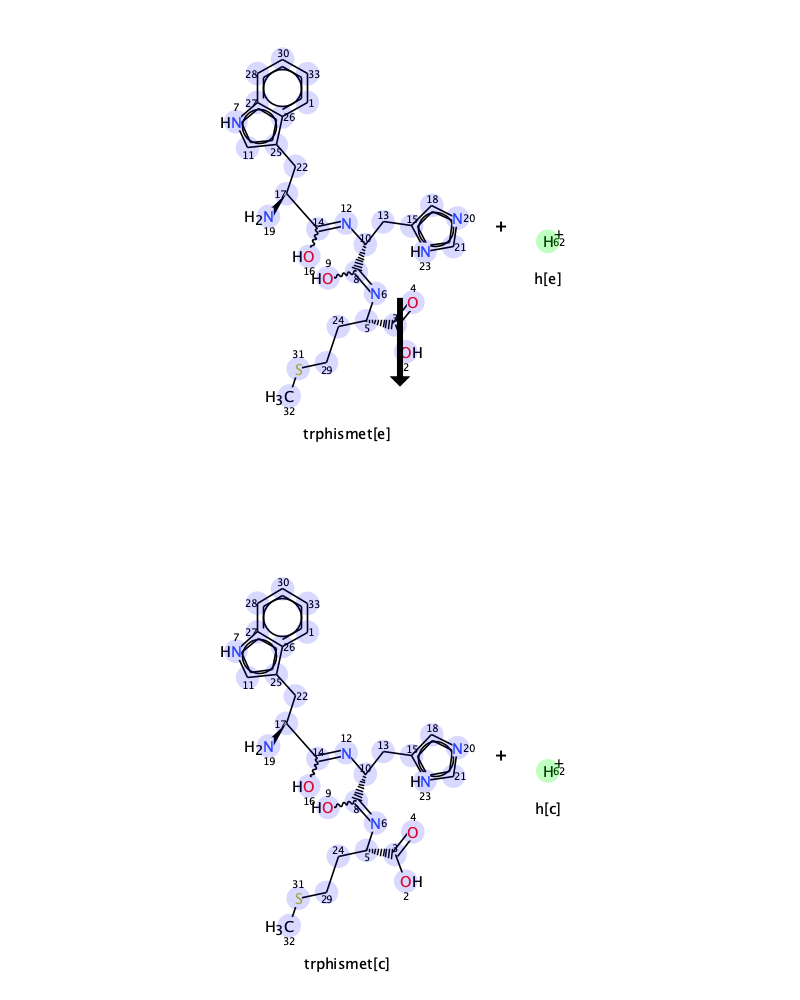 30
28 33
27 1
7 26
HN
11 25
22
17
H₂N 14 12 13 18
19 N 15 N 20
10 +
HO HN 21 H⁺ 62
16 9 8 23
HO h[e]
N 6 4
O
24 5 3
31 OH
S 29 2
H₃C
32
trphismet[e]
30
28 33
27 1
7 26
HN
11 25
22
17
H₂N 14 12 13 18
19 N 15 N 20
10 +
HO HN 21 H⁺ 62
16 9 8 23
HO h[c]
N 6 4
O
24 5 3
31 OH
S 29 2
H₃C
32
trphismet[c]